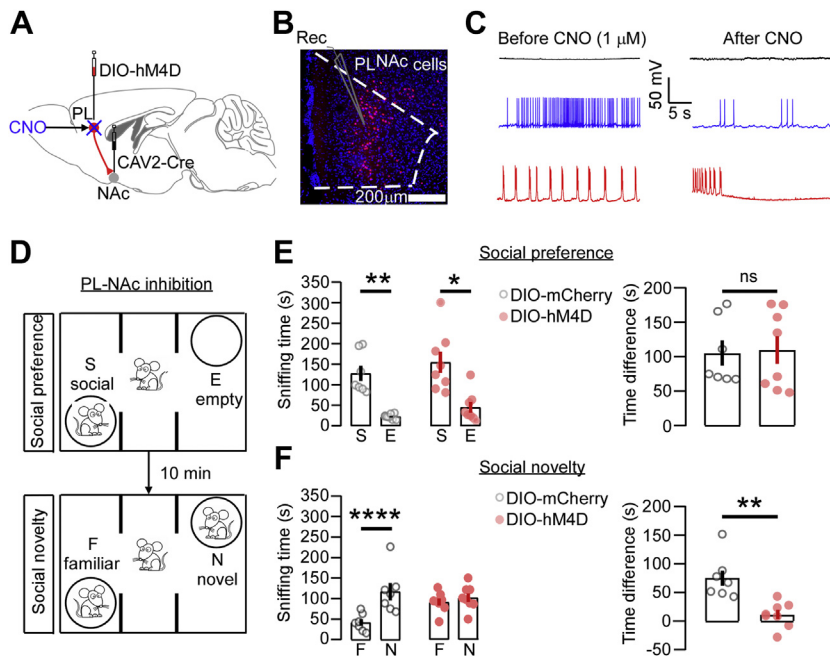 A
DIO-hM4D
PL
CNO
CAV2-Cre
NAc
B
Rec
PLNAc cells
200μm
C
Before CNO (1 μM)
After CNO
50 mV
5 s
D
PL-NAc inhibition
Social preference
S
social
E
empty
10 min
Social novelty
F
familiar
N
novel
E
Social preference
Sniffing time (s)
350
300
250
200
150
100
50
0
**
*
S
E
S
E
DIO-mCherry
DIO-hM4D
Time difference (s)
200
150
100
50
0
ns
F
Social novelty
Sniffing time (s)
350
300
250
200
150
100
50
0
****
F
N
F
N
DIO-mCherry
DIO-hM4D
Time difference (s)
200
150
100
50
0
-50
**